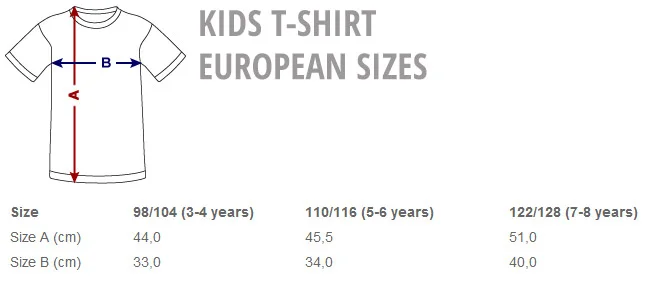 KIDS T-SHIRT
EUROPEAN SIZES
B
A
Size 98/104 (3-4 years) 110/116 (5-6 years) 122/128 (7-8 years)
Size A (cm) 44,0 45,5 51,0
Size B (cm) 33,0 34,0 40,0